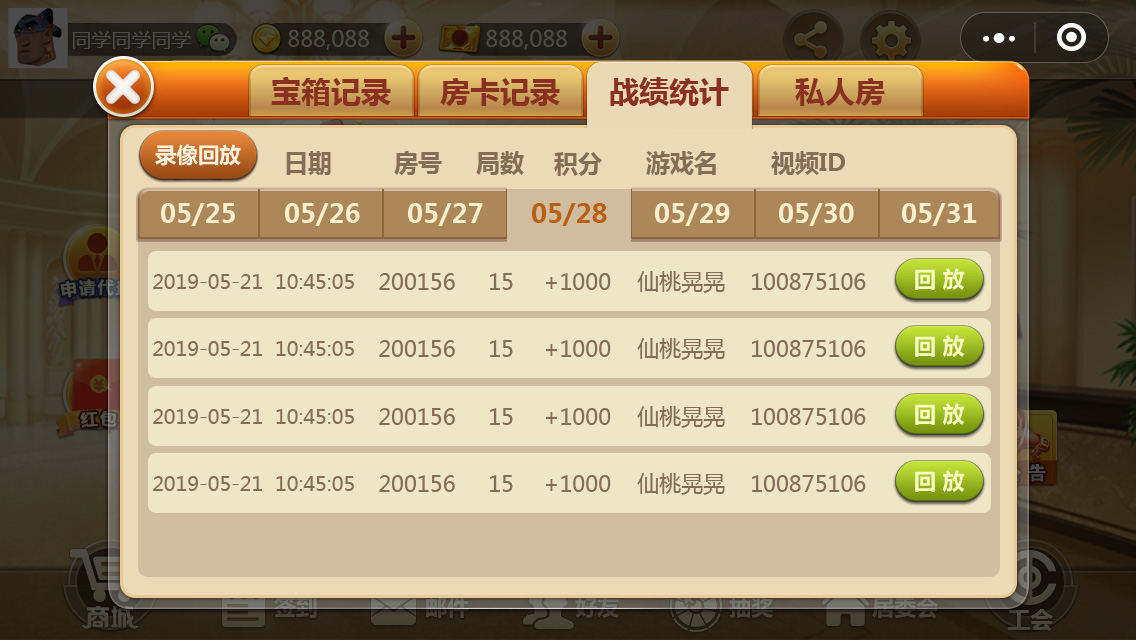 同学同学同学 888,088 888,088
宝箱记录 房卡记录 战绩统计 私人房
录像回放 日期 房号 局数 积分 游戏名 视频ID
05/25 05/26 05/27 05/28 05/29 05/30 05/31
2019-05-21 10:45:05 200156 15 +1000 仙桃晃晃 100875106 回放
2019-05-21 10:45:05 200156 15 +1000 仙桃晃晃 100875106 回放
2019-05-21 10:45:05 200156 15 +1000 仙桃晃晃 100875106 回放
2019-05-21 10:45:05 200156 15 +1000 仙桃晃晃 100875106 回放
申请代
红包
告
商城 签到 邮件 好友 抽奖 居委会 工会